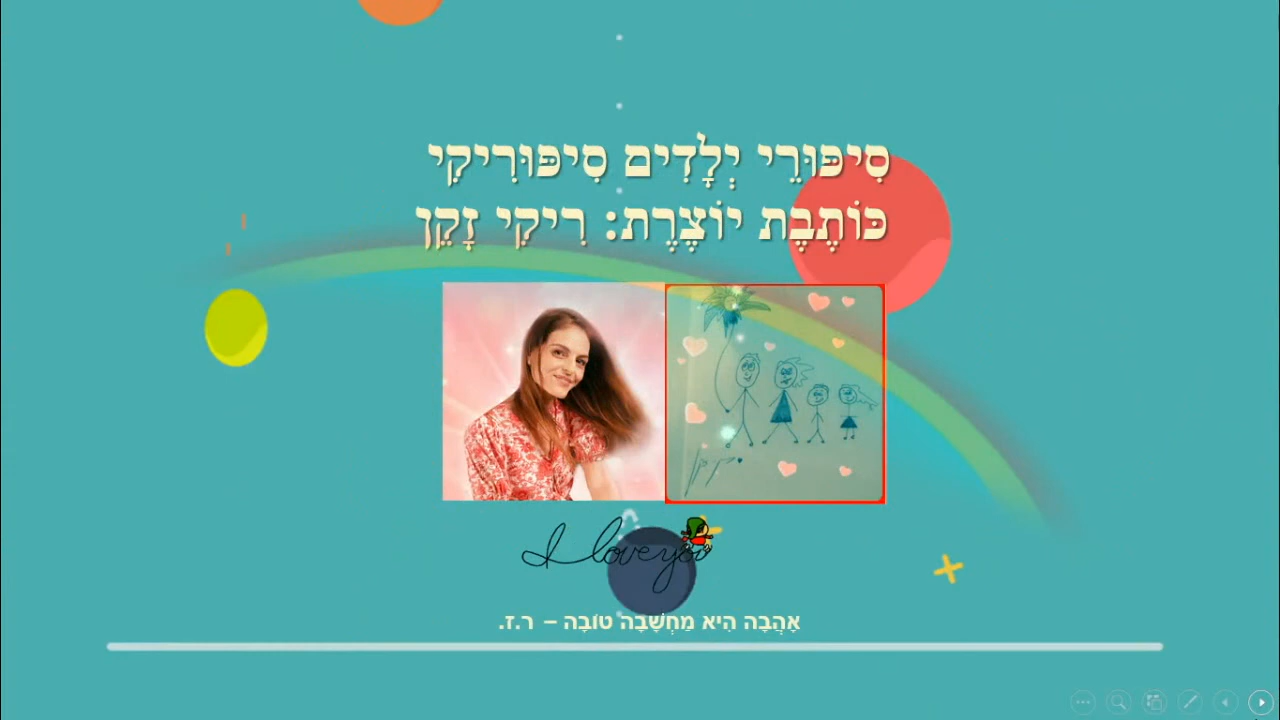 סִיפּוּרֵי יְלָדִים סִיפּוּרִיקִי
כּוֹתֶבֶת יוֹצֶרֶת: רִיקִי זָקֵן
I love you
אַהֲבָה הִיא מַחְשָׁבָה טוֹבָה – ר.ז.